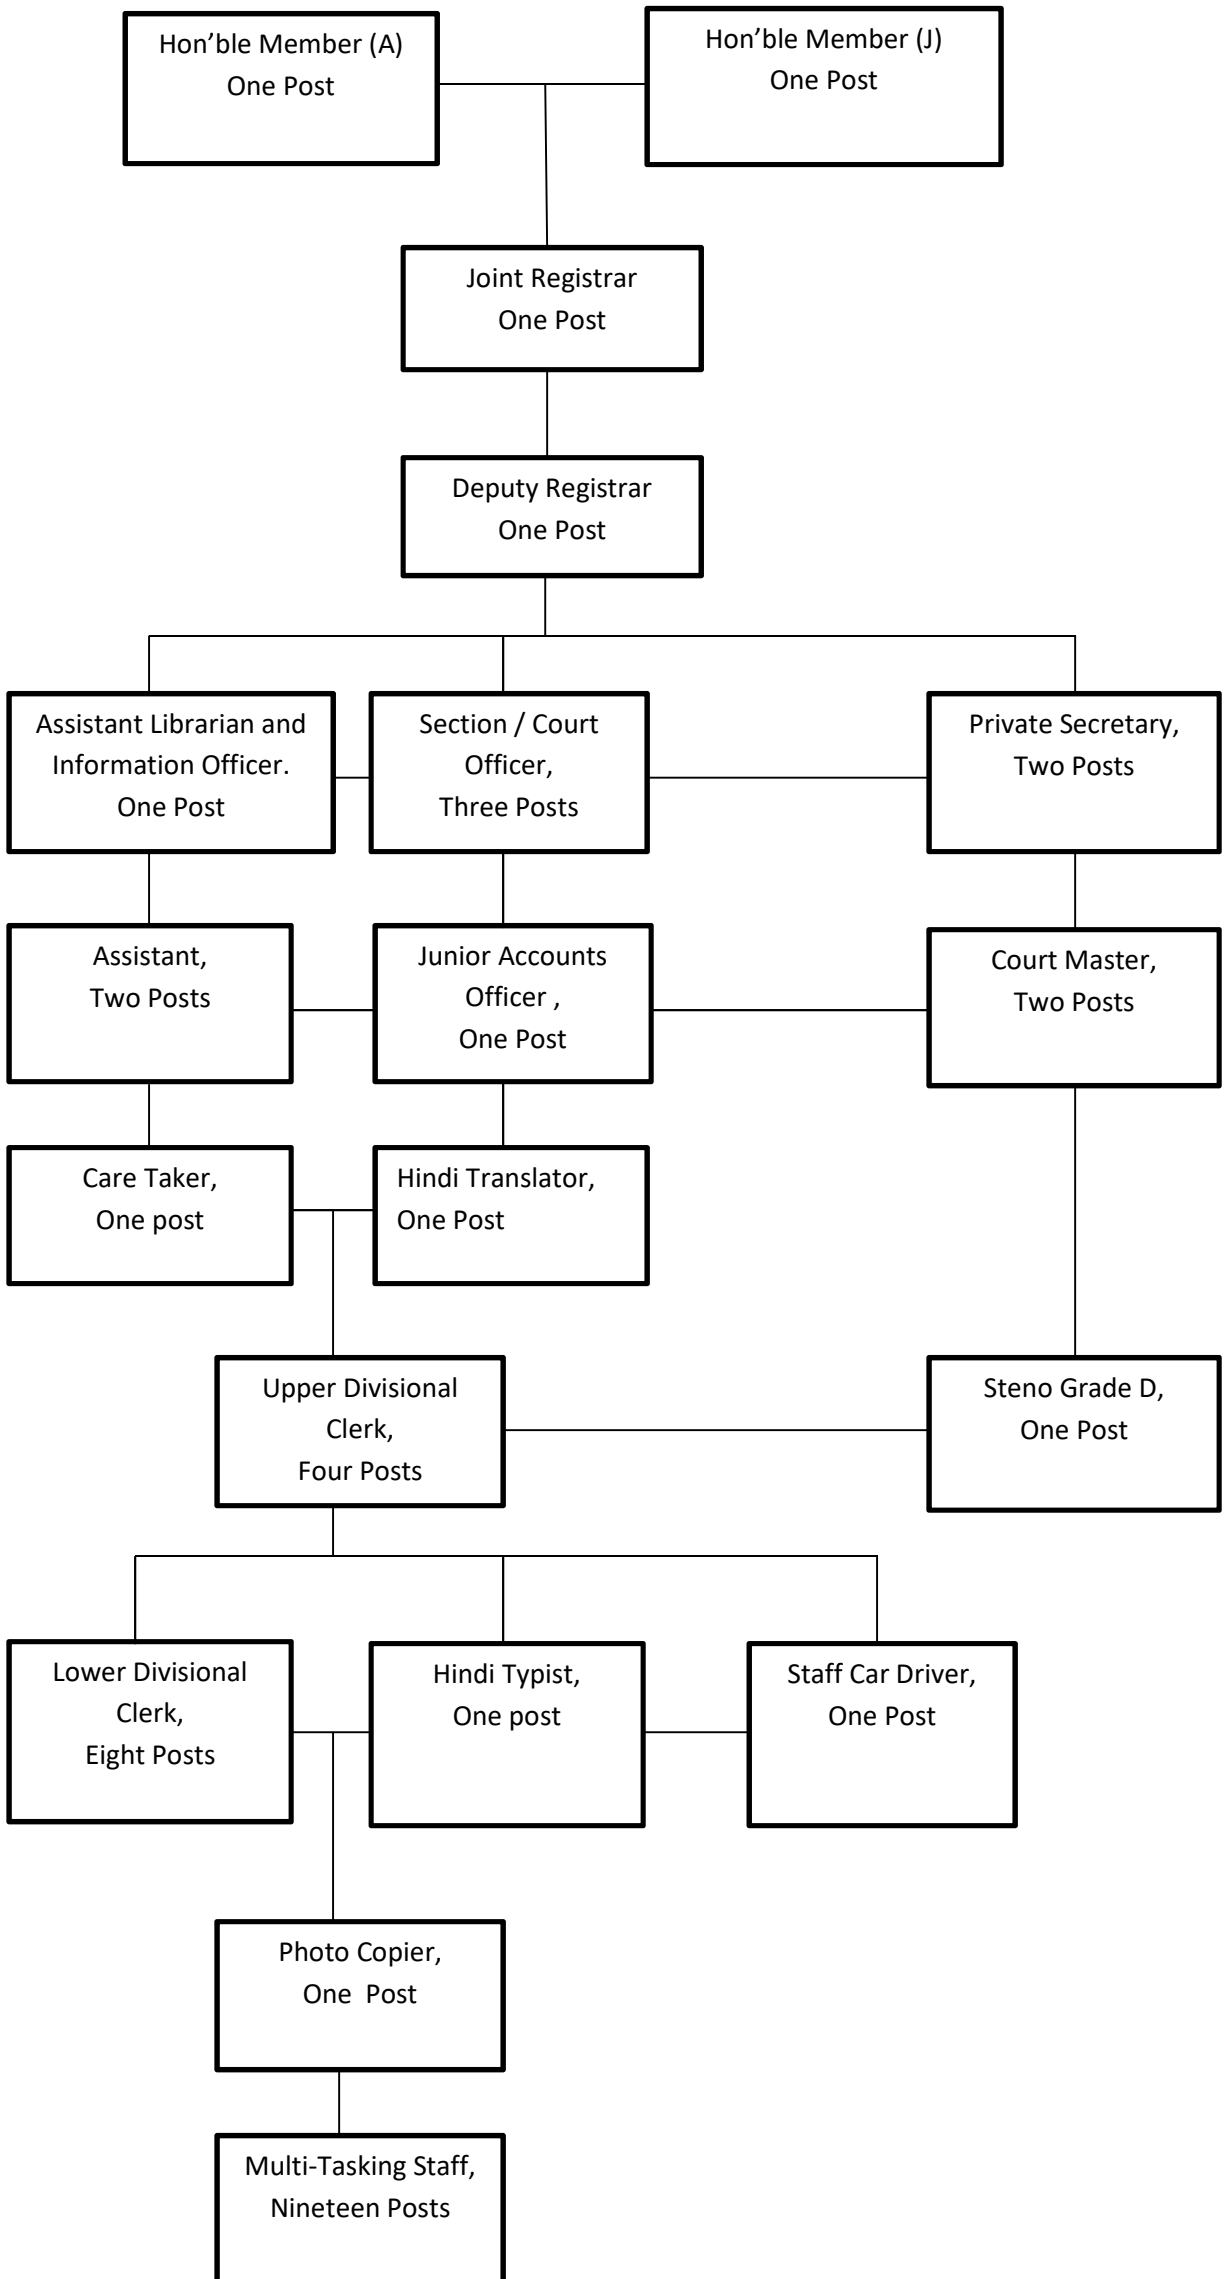 Hon’ble Member (A)
One Post
Hon’ble Member (J)
One Post
Joint Registrar
One Post
Deputy Registrar
One Post
Assistant Librarian and
Information Officer.
One Post
Section / Court
Officer,
Three Posts
Private Secretary,
Two Posts
Assistant,
Two Posts
Junior Accounts
Officer ,
One Post
Court Master,
Two Posts
Care Taker,
One post
Hindi Translator,
One Post
Upper Divisional
Clerk,
Four Posts
Steno Grade D,
One Post
Lower Divisional
Clerk,
Eight Posts
Hindi Typist,
One post
Staff Car Driver,
One Post
Photo Copier,
One  Post
Multi-Tasking Staff,
Nineteen Posts